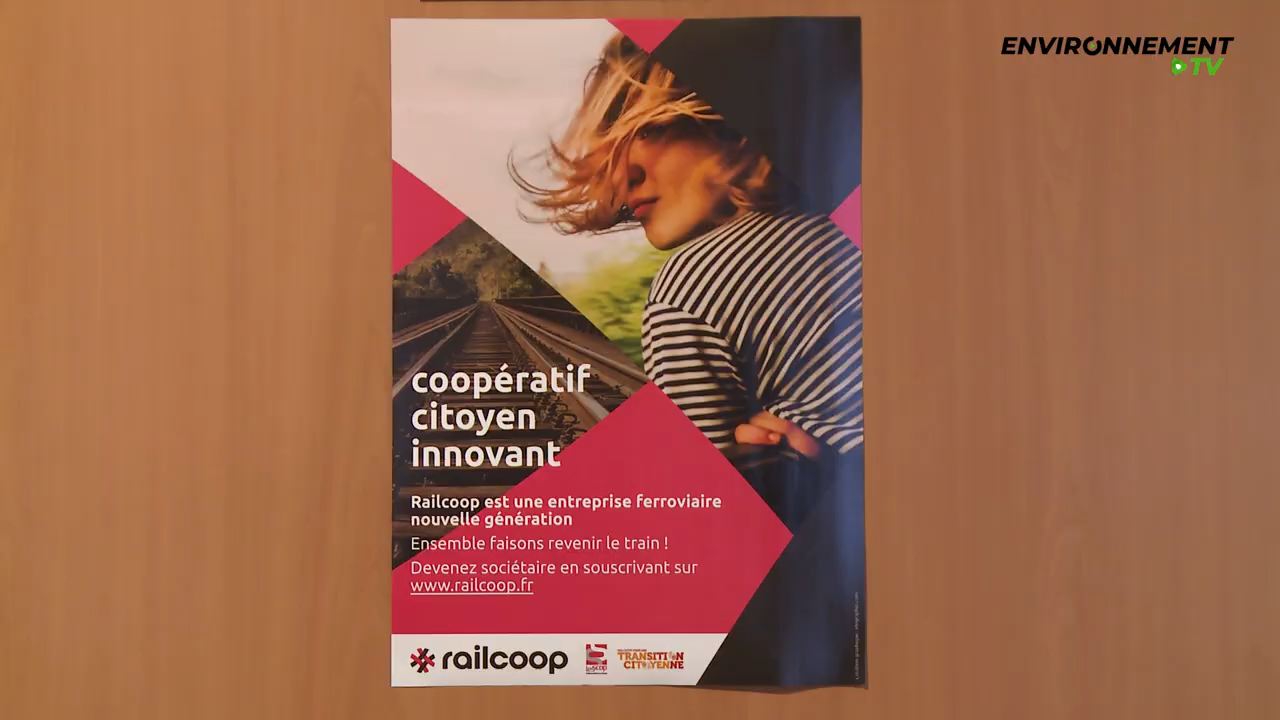 ENVIRONNEMENT
TV
coopératif
citoyen
innovant
Railcoop est une entreprise ferroviaire
nouvelle génération
Ensemble faisons revenir le train !
Devenez sociétaire en souscrivant sur
www.railcoop.fr
railcoop
TRANSITION
CITOYENNE